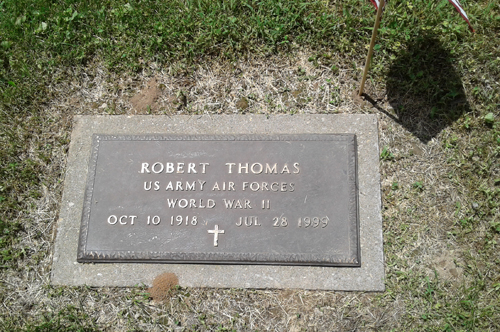 ROBERT THOMAS
US ARMY AIR FORCES
WORLD WAR II
OCT 10 1918 JUL 28 1999